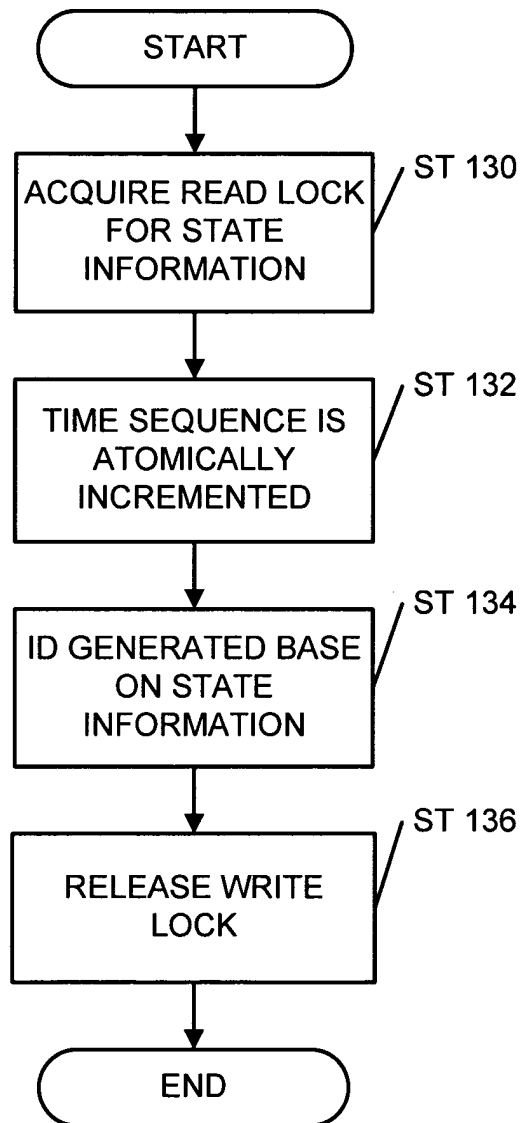 START
ST 130
ACQUIRE READ LOCK
FOR STATE
INFORMATION
ST 132
TIME SEQUENCE IS
ATOMICALLY
INCREMENTED
ST 134
ID GENERATED BASE
ON STATE
INFORMATION
ST 136
RELEASE WRITE
LOCK
END